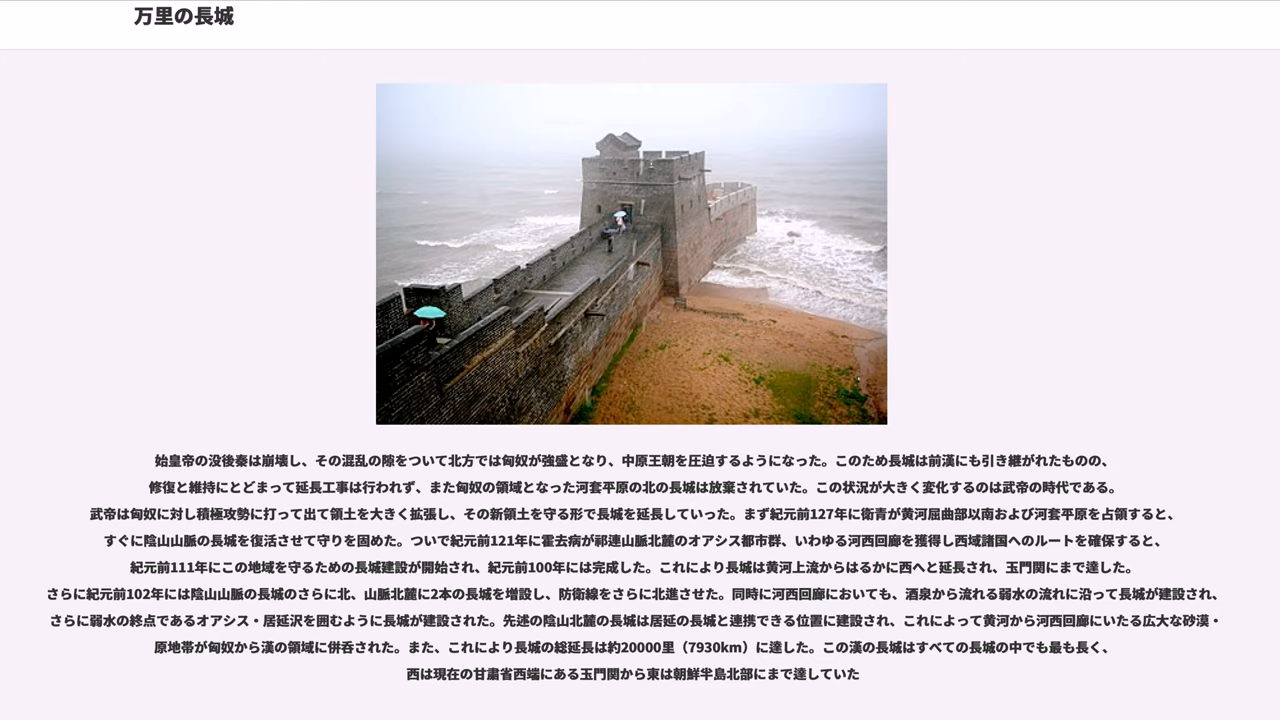 万里の長城
始皇帝の没後秦は崩壊し、その混乱の隙をついて北方では匈奴が強盛となり、中原王朝を圧迫するようになった。このため長城は前漢にも引き継がれたものの、
修復と維持にとどまって延長工事は行われず、また匈奴の領域となった河套平原の北の長城は放棄されていた。この状況が大きく変化するのは武帝の時代である。
武帝は匈奴に対し積極攻勢に打って出て領土を大きく拡張し、その新領土を守る形で長城を延長していった。まず紀元前127年に衛青が黄河屈曲部以南および河套平原を占領すると、
すぐに陰山山脈の長城を復活させて守りを固めた。ついで紀元前121年に霍去病が祁連山脈北麓のオアシス都市群、いわゆる河西回廊を獲得し西域諸国へのルートを確保すると、
紀元前111年にこの地域を守るための長城建設が開始され、紀元前100年には完成した。これにより長城は黄河上流からはるかに西へと延長され、玉門関にまで達した。
さらに紀元前102年には陰山山脈の長城のさらに北、山脈北麓に2本の長城を増設し、防衛線をさらに北進させた。同時に河西回廊においても、酒泉から流れる弱水の流れに沿って長城が建設され、
さらに弱水の終点であるオアシス・居延沢を囲むように長城が建設された。先述の陰山北麓の長城は居延の長城と連携できる位置に建設され、これによって黄河から河西回廊にいたる広大な砂漠・
原地帯が匈奴から漢の領域に併呑された。また、これにより長城の総延長は約20000里（7930km）に達した。この漢の長城はすべての長城の中でも最も長く、
西は現在の甘粛省西端にある玉門関から東は朝鮮半島北部にまで達していた